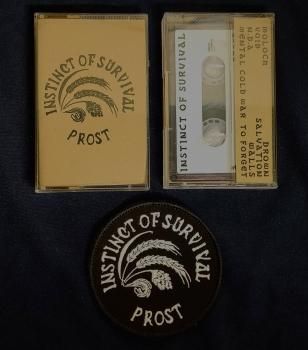 INSTINCT OF SURVIVAL
PROST
INSTINCT OF SURVIVAL
MOLOCH
VOID
N.D.A
MENTAL COLD WAR
DROWN
SALVATION
WALLS
TO FORGET
INSTINCT OF SURVIVAL
PROST